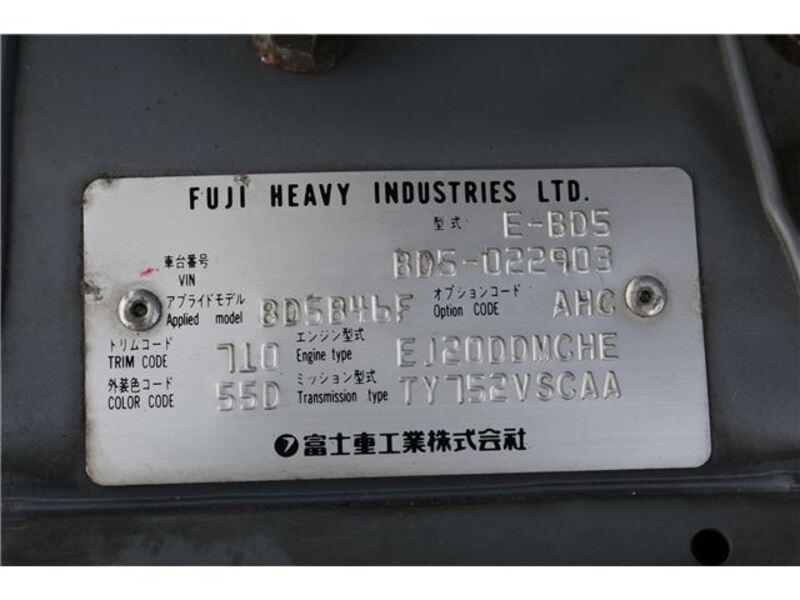 FUJI HEAVY INDUSTRIES LTD.
型式 E-BD5
車台番号 VIN BD5-022903
アプライドモデル Applied model BD5B46F オプションコード Option CODE AHC
トリムコード TRIM CODE 710 エンジン型式 Engine type EJ20DDMCHE
外装色コード COLOR CODE 55D ミッション型式 Transmission type TY752VSCAA
富士重工業株式会社